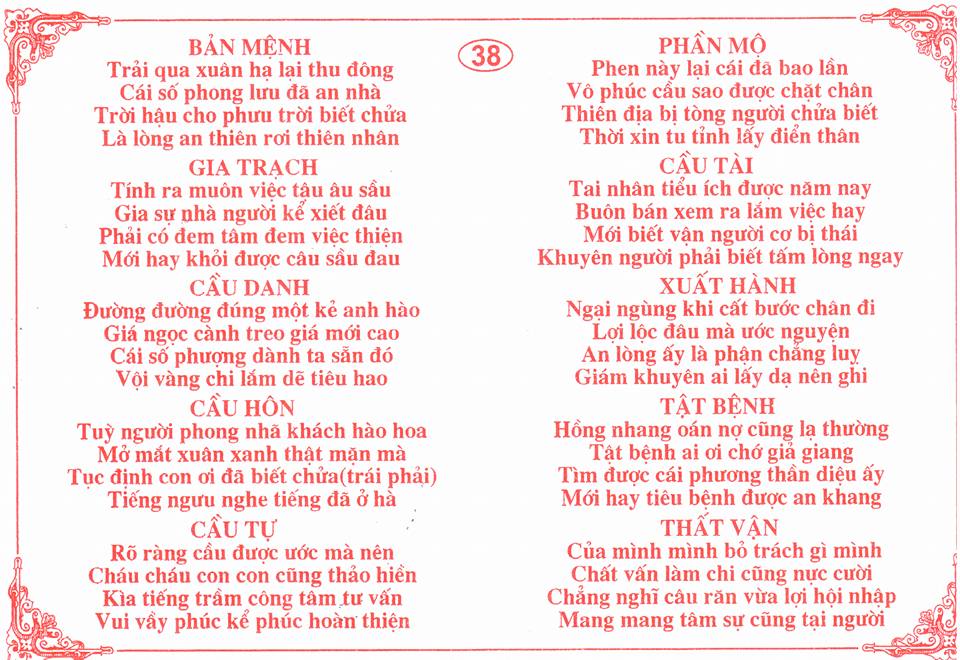 38
BẢN MỆNH
Trải qua xuân hạ lại thu đông
Cái số phong lưu đã an nhà
Trời hậu cho phưu trời biết chửa
Là lòng an thiên rơi thiên nhân
GIA TRẠCH
Tính ra muôn việc tậu âu sầu
Gia sự nhà người kể xiết đâu
Phải có đem tâm đem việc thiện
Mới hay khỏi được câu sầu đau
CẦU DANH
Đường đường đúng một kẻ anh hào
Giá ngọc cành treo giá mới cao
Cái số phượng dành ta sẵn đó
Vội vàng chi lắm dẽ tiêu hao
CẦU HÔN
Tuỳ người phong nhã khách hào hoa
Mở mắt xuân xanh thật mặn mà
Tục định con ơi đã biết chửa(trái phải)
Tiếng ngưu nghe tiếng đã ở hà
CẦU TỰ
Rõ ràng cầu được ước mà nên
Cháu cháu con con cũng thảo hiền
Kìa tiếng trầm công tâm tư vấn
Vui vầy phúc kể phúc hoàn thiện
PHẦN MỘ
Phen này lại cái đã bao lần
Vô phúc cầu sao được chặt chân
Thiên địa bị tòng người chửa biết
Thời xin tu tỉnh lấy điển thân
CẦU TÀI
Tai nhân tiểu ích được năm nay
Buôn bán xem ra lắm việc hay
Mới biết vận người cơ bị thái
Khuyên người phải biết tấm lòng ngay
XUẤT HÀNH
Ngại ngùng khi cất bước chân đi
Lợi lộc đâu mà ước nguyện
An lòng ấy là phận chẳng luỵ
Giám khuyên ai lấy dạ nên ghi
TẬT BỆNH
Hồng nhang oán nợ cũng lạ thường
Tật bệnh ai ơi chớ giả giang
Tìm được cái phương thần diệu ấy
Mới hay tiêu bệnh được an khang
THẤT VẬN
Của mình mình bỏ trách gì mình
Chất vấn làm chi cũng nực cười
Chẳng nghĩ câu răn vừa lợi hội nhập
Mang mang tâm sự cũng tại người